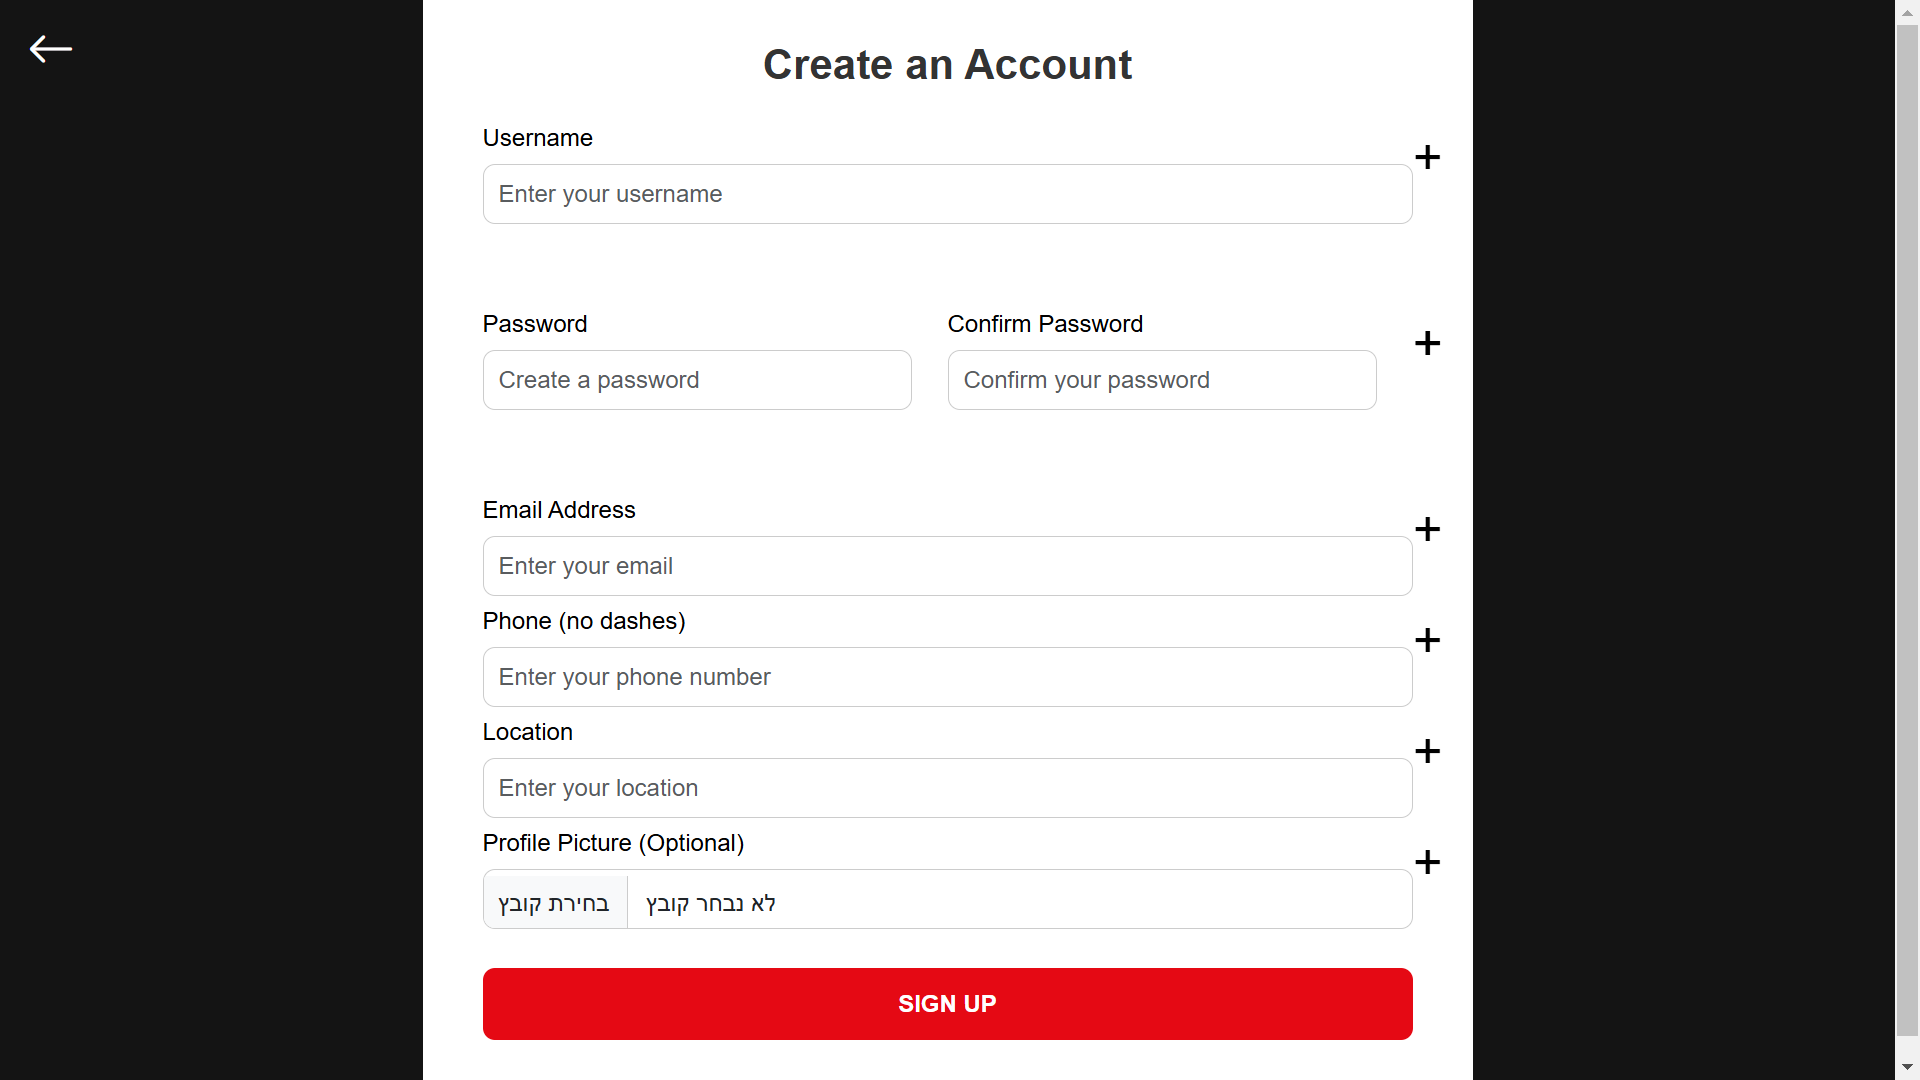 Create an Account
Username
Enter your username
Password
Confirm Password
Create a password
Confirm your password
Email Address
Enter your email
Phone (no dashes)
Enter your phone number
Location
Enter your location
Profile Picture (Optional)
בחירת קובץ
לא נבחר קובץ
SIGN UP